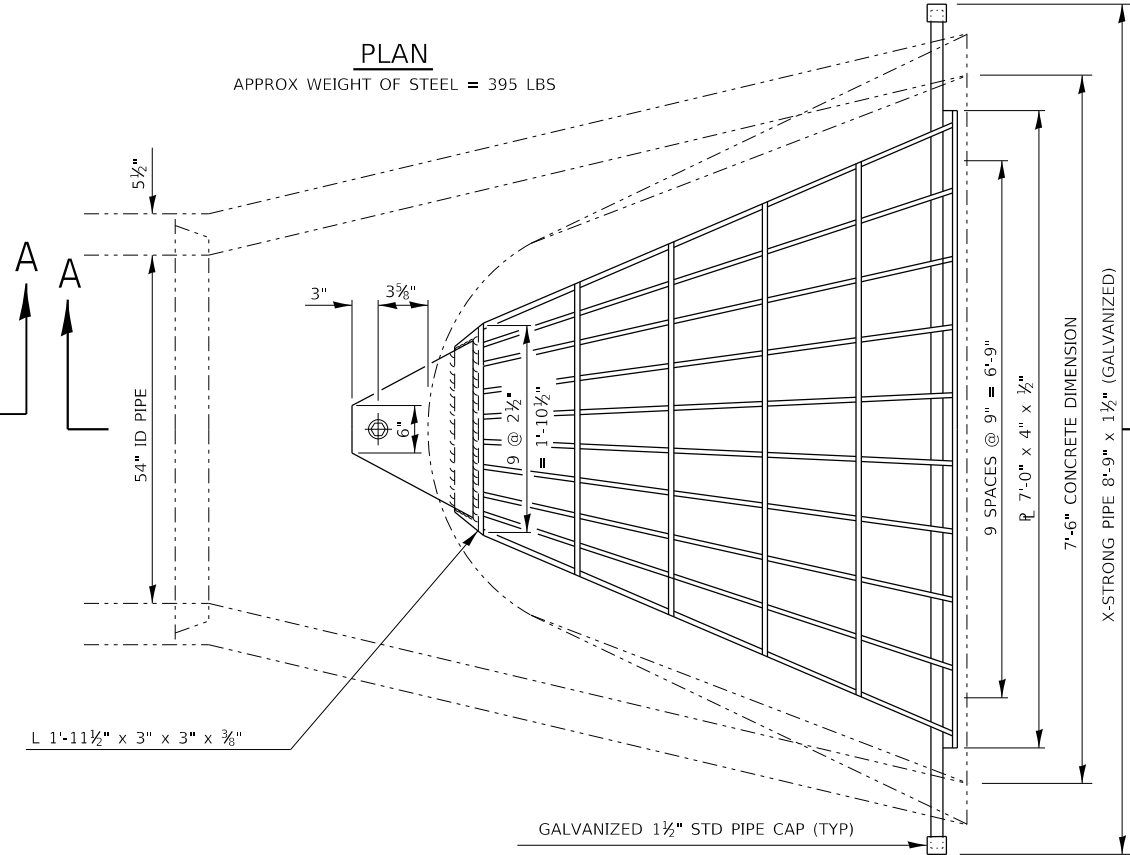 PLAN
APPROX WEIGHT OF STEEL = 395 LBS
5½"
A
A
3"
3⅝"
54" ID PIPE
6"
9 @ 2½"
= 1'-10½"
9 SPACES @ 9" = 6'-9"
PL 7'-0" x 4" x ½"
7'-6" CONCRETE DIMENSION
X-STRONG PIPE 8'-9" x 1½" (GALVANIZED)
L 1'-11½" x 3" x 3" x ⅜"
GALVANIZED 1½" STD PIPE CAP (TYP)